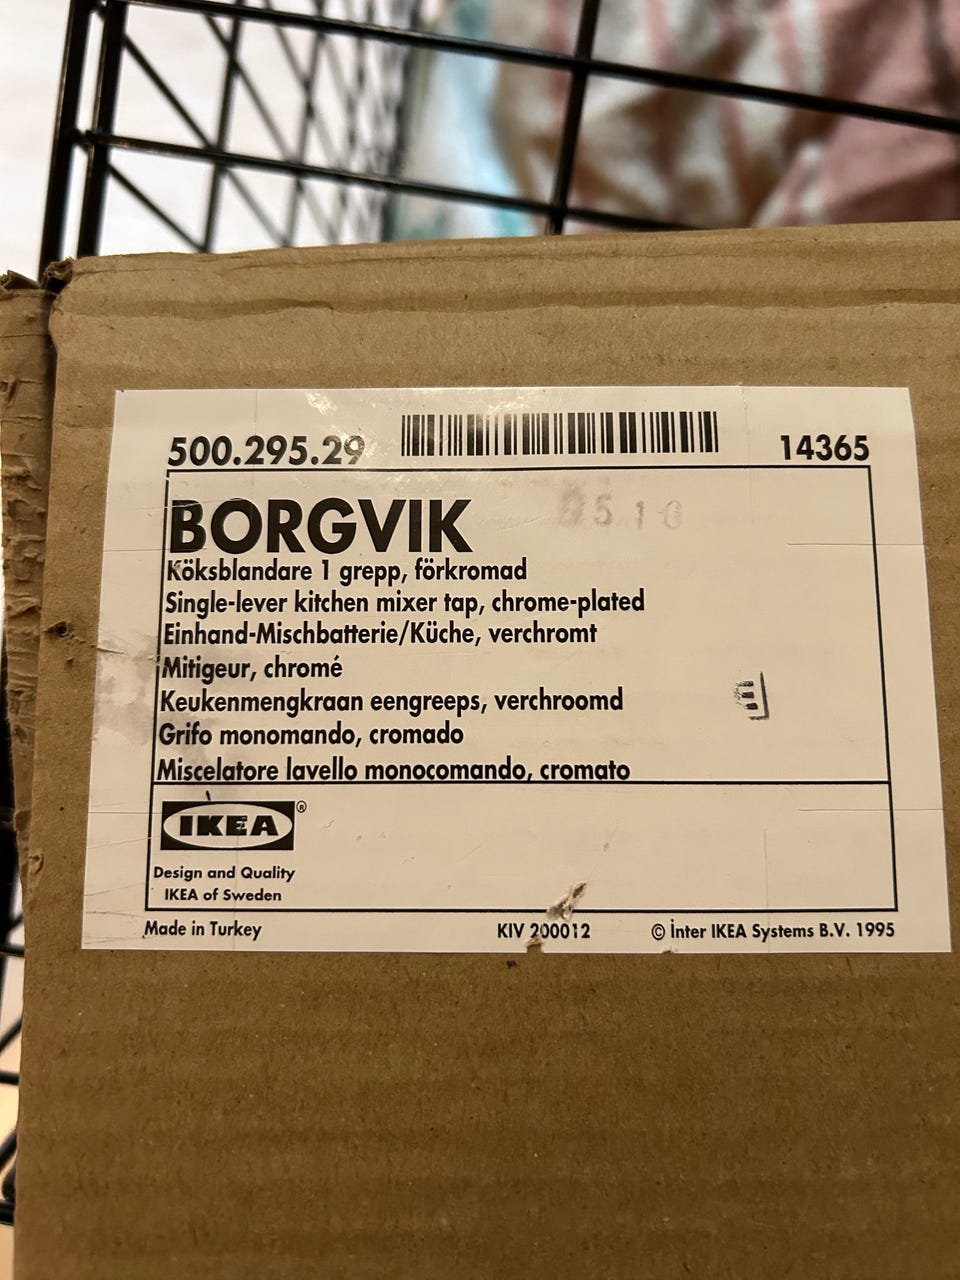 500.295.29
14365
BORGVIK
0510
Köksblandare 1 grepp, förkromad
Single-lever kitchen mixer tap, chrome-plated
Einhand-Mischbatterie/Küche, verchromt
Mitigeur, chromé
Keukenmengkraan eengreeps, verchroomd
Grifo monomando, cromado
Miscelatore lavello monocomando, cromato
E
IKEA®
Design and Quality
IKEA of Sweden
Made in Turkey
KIV 200012
© İnter IKEA Systems B.V. 1995